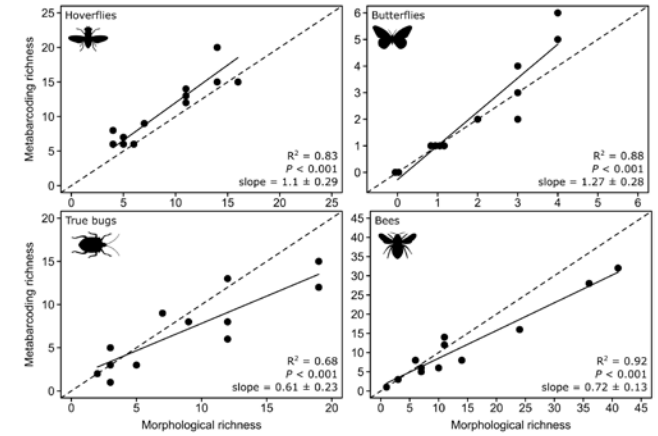 Hoverflies
Metabarcoding richness
25
20
15
10
5
0
0 5 10 15 20 25
R² = 0.83
P < 0.001
slope = 1.1 ± 0.29
Butterflies
6
5
4
3
2
1
0
0 1 2 3 4 5 6
R² = 0.88
P < 0.001
slope = 1.27 ± 0.28
True bugs
Metabarcoding richness
20
15
10
5
0
0 5 10 15 20
Morphological richness
R² = 0.68
P < 0.001
slope = 0.61 ± 0.23
Bees
45
40
35
30
25
20
15
10
5
0
0 5 10 15 20 25 30 35 40 45
Morphological richness
R² = 0.92
P < 0.001
slope = 0.72 ± 0.13